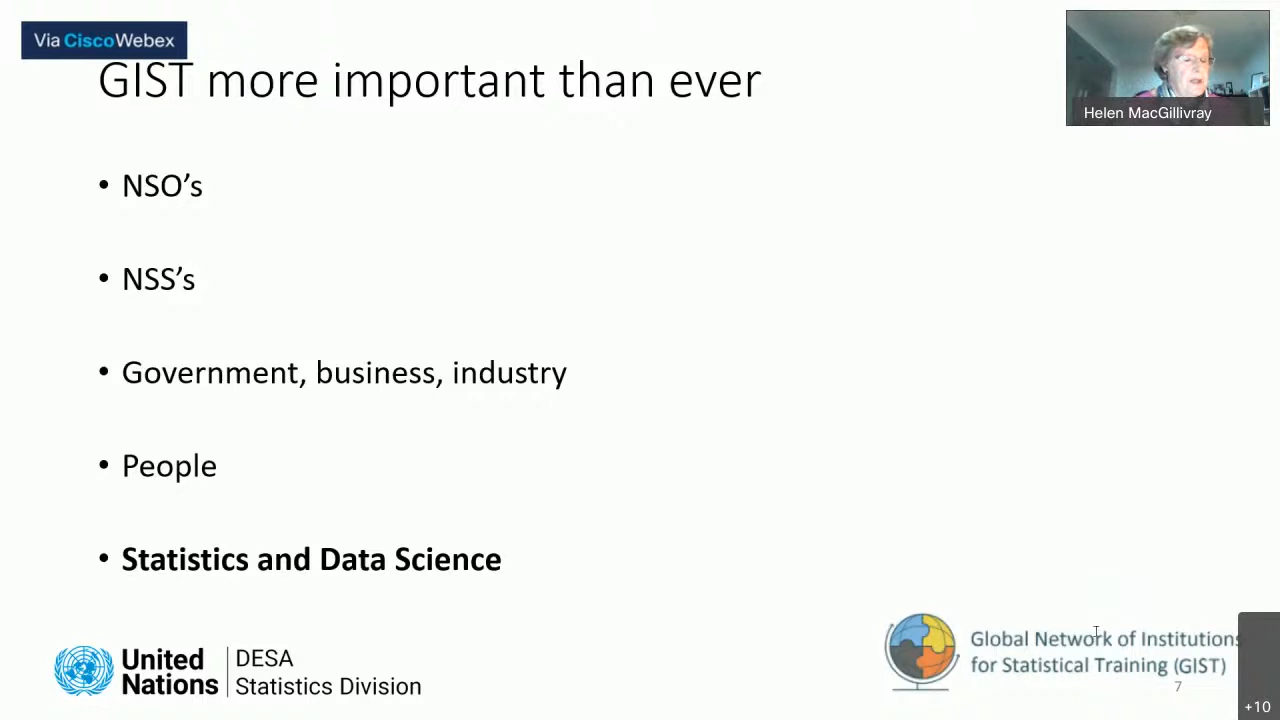 Via CiscoWebex
GIST more important than ever
Helen MacGillivray
• NSO’s
• NSS’s
• Government, business, industry
• People
• Statistics and Data Science
United
Nations
DESA
Statistics Division
Global Network of Institutions
for Statistical Training (GIST)
7
+10